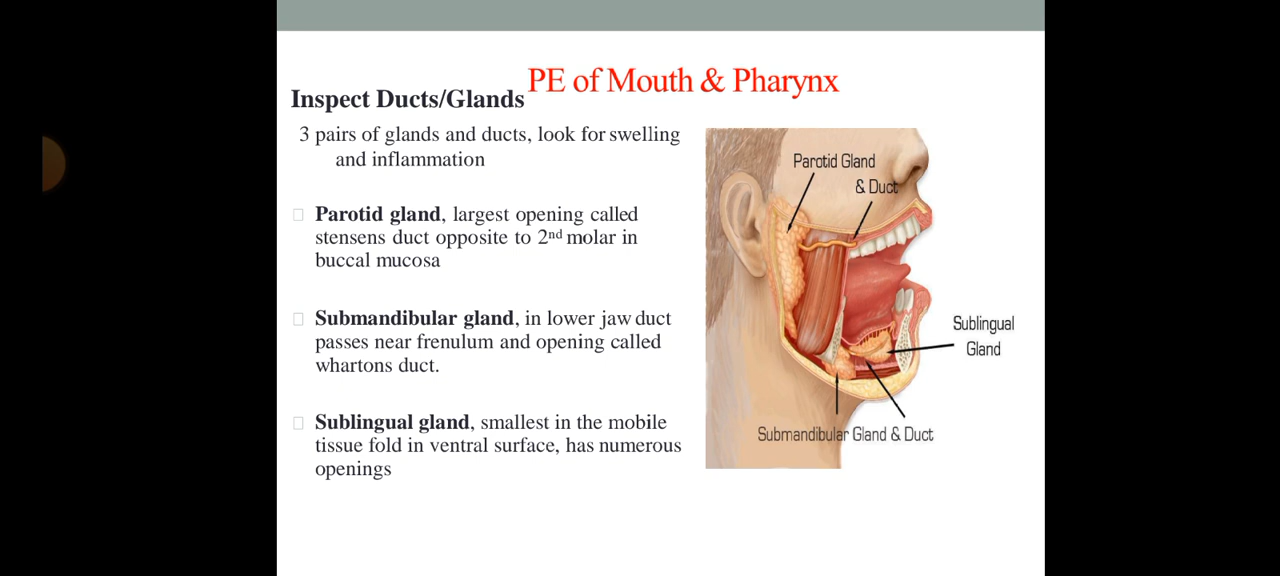 PE of Mouth & Pharynx
Inspect Ducts/Glands
3 pairs of glands and ducts, look for swelling
and inflammation
Parotid gland, largest opening called
stensens duct opposite to 2nd molar in
buccal mucosa
Submandibular gland, in lower jaw duct
passes near frenulum and opening called
whartons duct.
Sublingual gland, smallest in the mobile
tissue fold in ventral surface, has numerous
openings
Parotid Gland
& Duct
Sublingual
Gland
Submandibular Gland & Duct